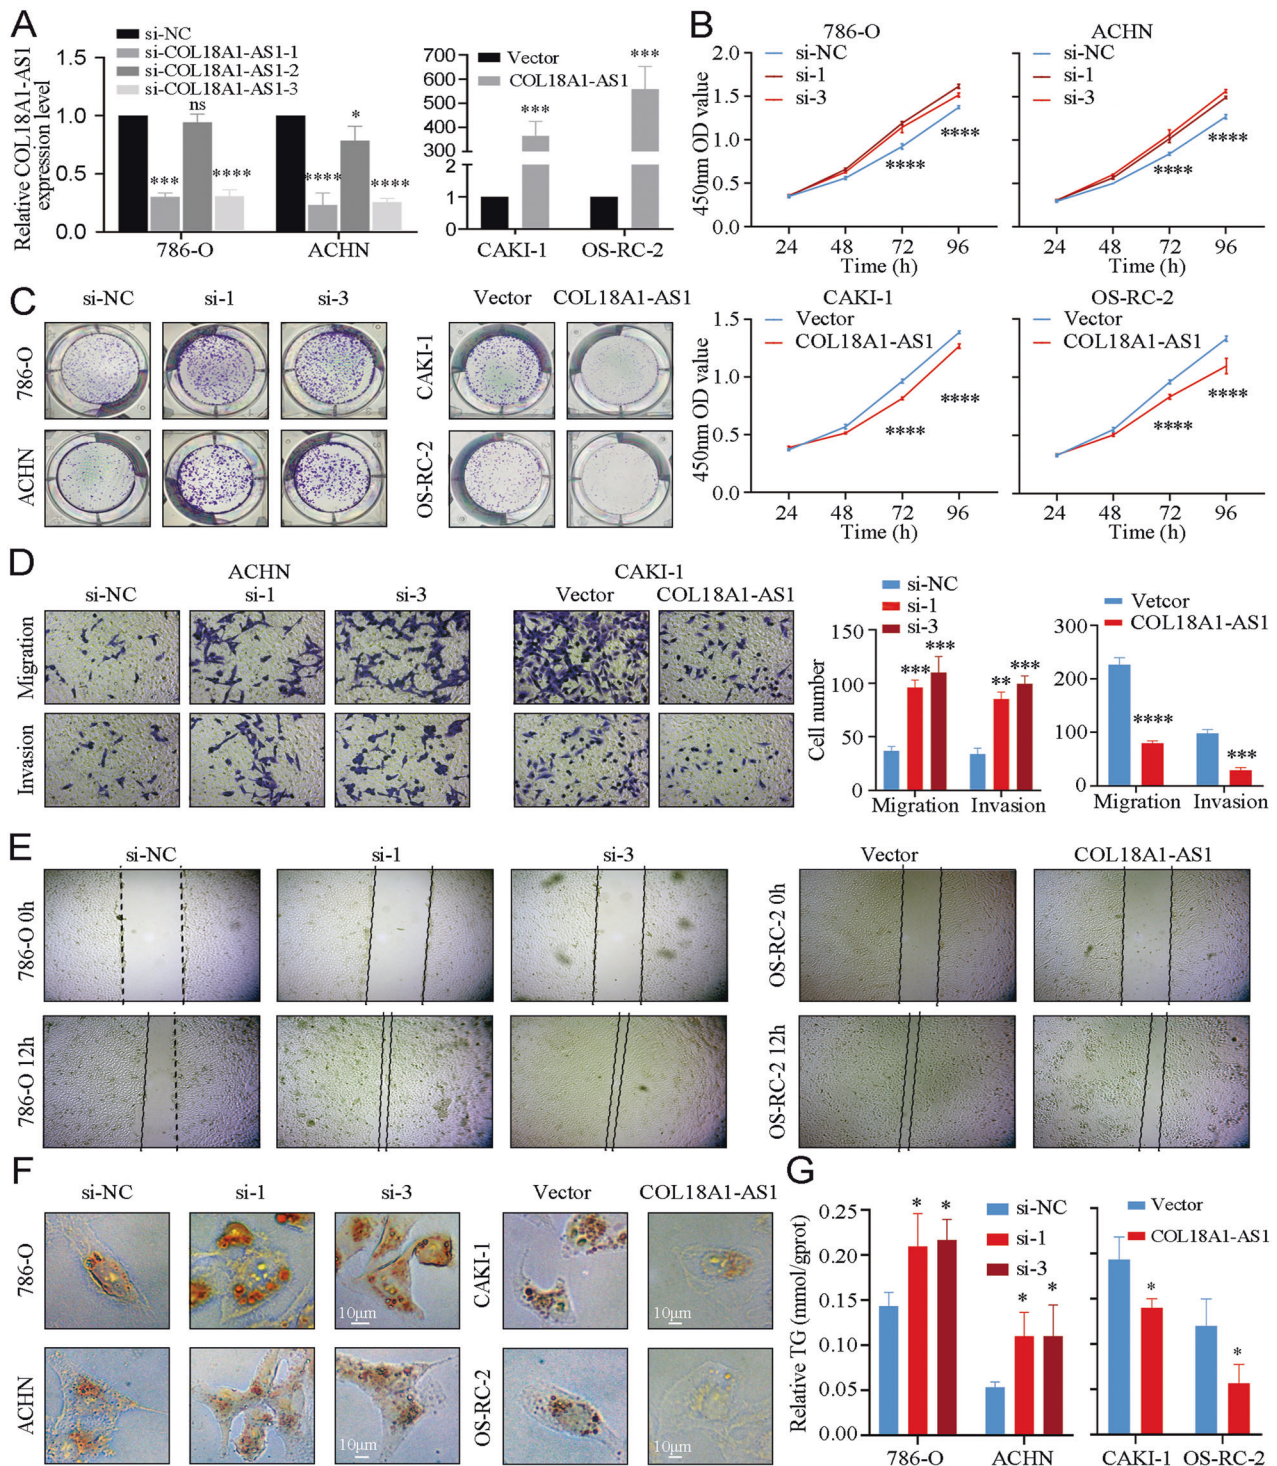 A
si-NC
si-COL18A1-AS1-1
si-COL18A1-AS1-2
si-COL18A1-AS1-3
Relative COL18A1-AS1
expression level
1.5
1.0
0.5
0.0
***
ns
****
****
*
****
786-O
ACHN
Vector
COL18A1-AS1
700
600
500
400
300
2
1
0
***
***
CAKI-1
OS-RC-2
B
786-O
si-NC
si-1
si-3
450nm OD value
2.0
1.5
1.0
0.5
0.0
****
****
24
48
72
96
Time (h)
ACHN
si-NC
si-1
si-3
****
****
24
48
72
96
Time (h)
CAKI-1
Vector
COL18A1-AS1
450nm OD value
1.5
1.0
0.5
0.0
****
****
24
48
72
96
Time (h)
OS-RC-2
Vector
COL18A1-AS1
****
****
24
48
72
96
Time (h)
C
si-NC
si-1
si-3
786-O
ACHN
Vector
COL18A1-AS1
CAKI-1
OS-RC-2
D
ACHN
si-NC
si-1
si-3
Migration
Invasion
CAKI-1
Vector
COL18A1-AS1
si-NC
si-1
si-3
Cell number
150
100
50
0
***
***
**
***
Migration
Invasion
Vetcor
COL18A1-AS1
300
200
100
0
****
***
Migration
Invasion
E
si-NC
si-1
si-3
786-O 0h
786-O 12h
Vector
COL18A1-AS1
OS-RC-2 0h
OS-RC-2 12h
F
si-NC
si-1
si-3
786-O
10μm
ACHN
10μm
Vector
COL18A1-AS1
CAKI-1
10μm
OS-RC-2
10μm
G
Relative TG (mmol/gprot)
0.25
0.20
0.15
0.10
0.05
0.00
*
*
*
*
si-NC
si-1
si-3
786-O
ACHN
Vector
COL18A1-AS1
*
*
CAKI-1
OS-RC-2